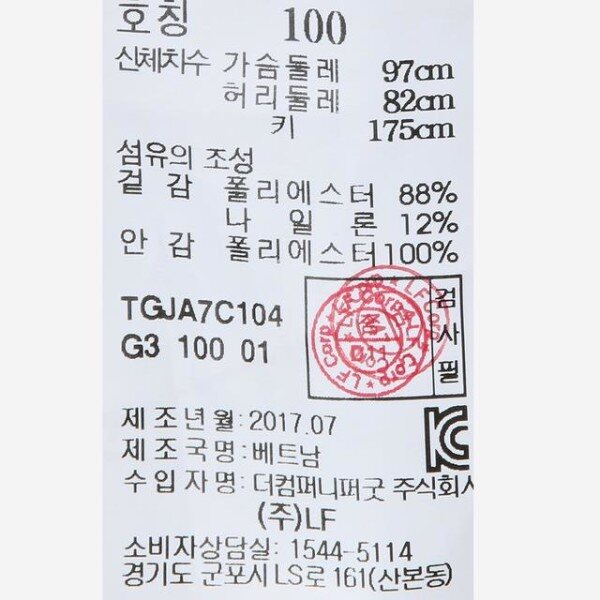 호칭 100
신체치수 가슴둘레 97cm
허리둘레 82cm
키 175cm
섬유의 조성
겉감 폴리에스터 88%
나일론 12%
안감 폴리에스터 100%
TGJA7C104
G3 100 01
검사필
LF Corp ★ LF Corp ★
제조년월: 2017.07
제조국명: 베트남
수입자명: 더컴퍼니퍼굿 주식회사
(주)LF
소비자상담실: 1544-5114
경기도 군포시 LS로 161(산본동)